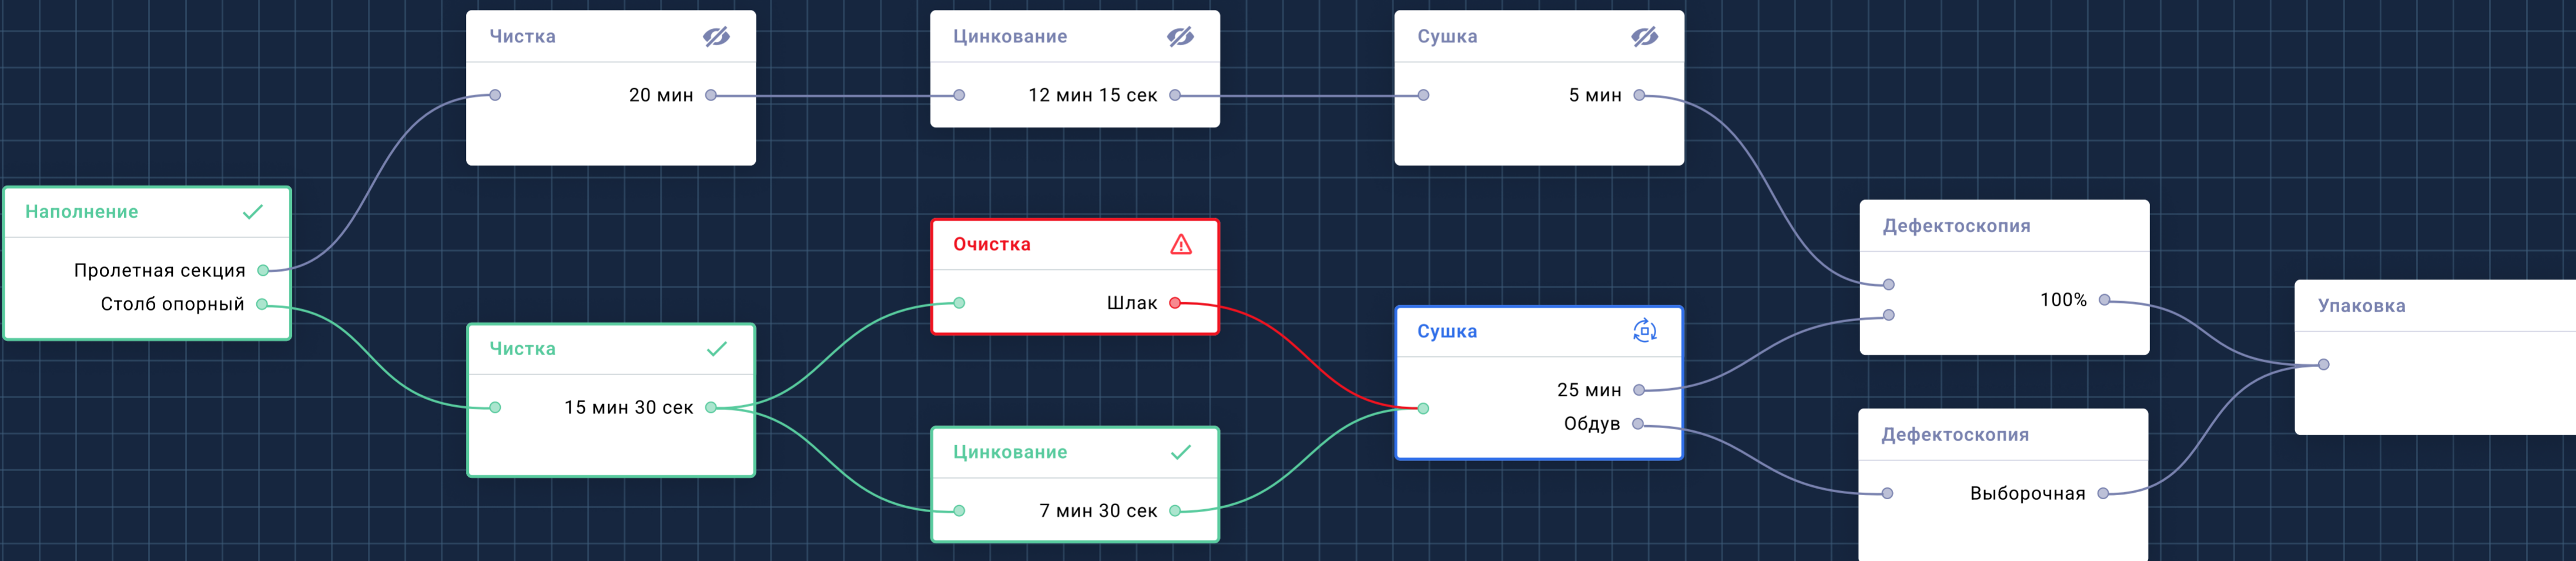 Чистка
20 мин
Цинкование
12 мин 15 сек
Сушка
5 мин
Наполнение
Пролетная секция
Столб опорный
Чистка
15 мин 30 сек
Очистка
Шлак
Цинкование
7 мин 30 сек
Сушка
25 мин
Обдув
Дефектоскопия
100%
Дефектоскопия
Выборочная
Упаковка